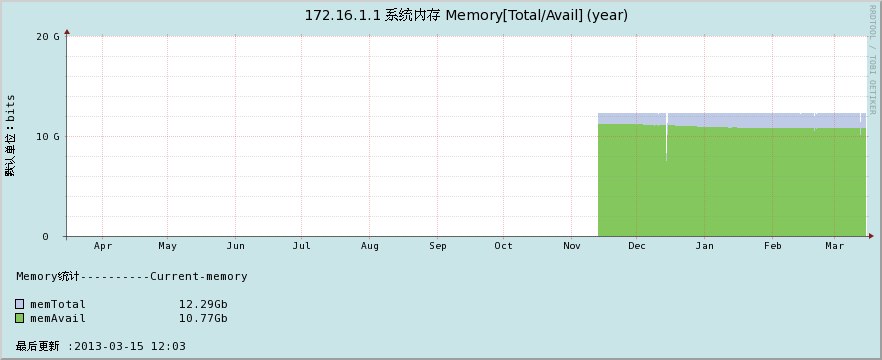 172.16.1.1 系统内存 Memory[Total/Avail] (year)
RRDTOOL / TOBI OETIKER
默认单位：bits
20 G
10 G
0
Apr May Jun Jul Aug Sep Oct Nov Dec Jan Feb Mar
Memory统计----------Current-memory
memTotal 12.29Gb
memAvail 10.77Gb
最后更新 :2013-03-15 12:03